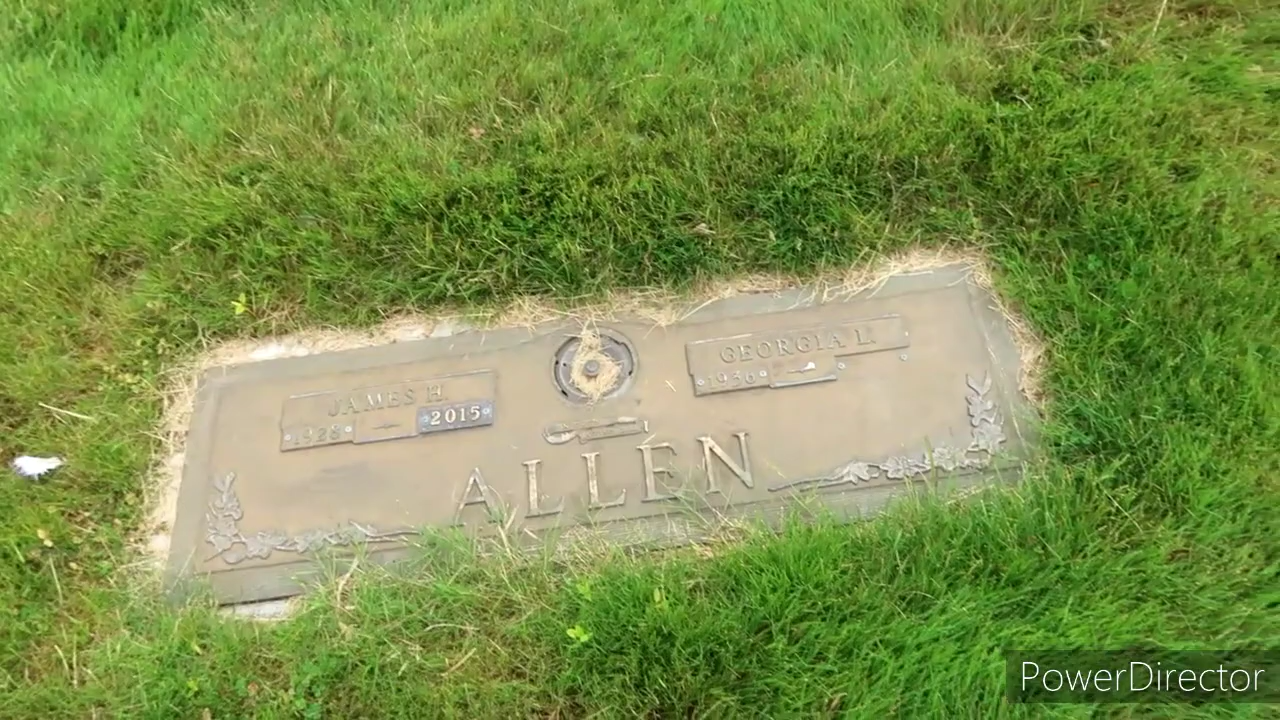 JAMES H.
1928 2015
GEORGIA L.
1936
ALLEN
PowerDirector